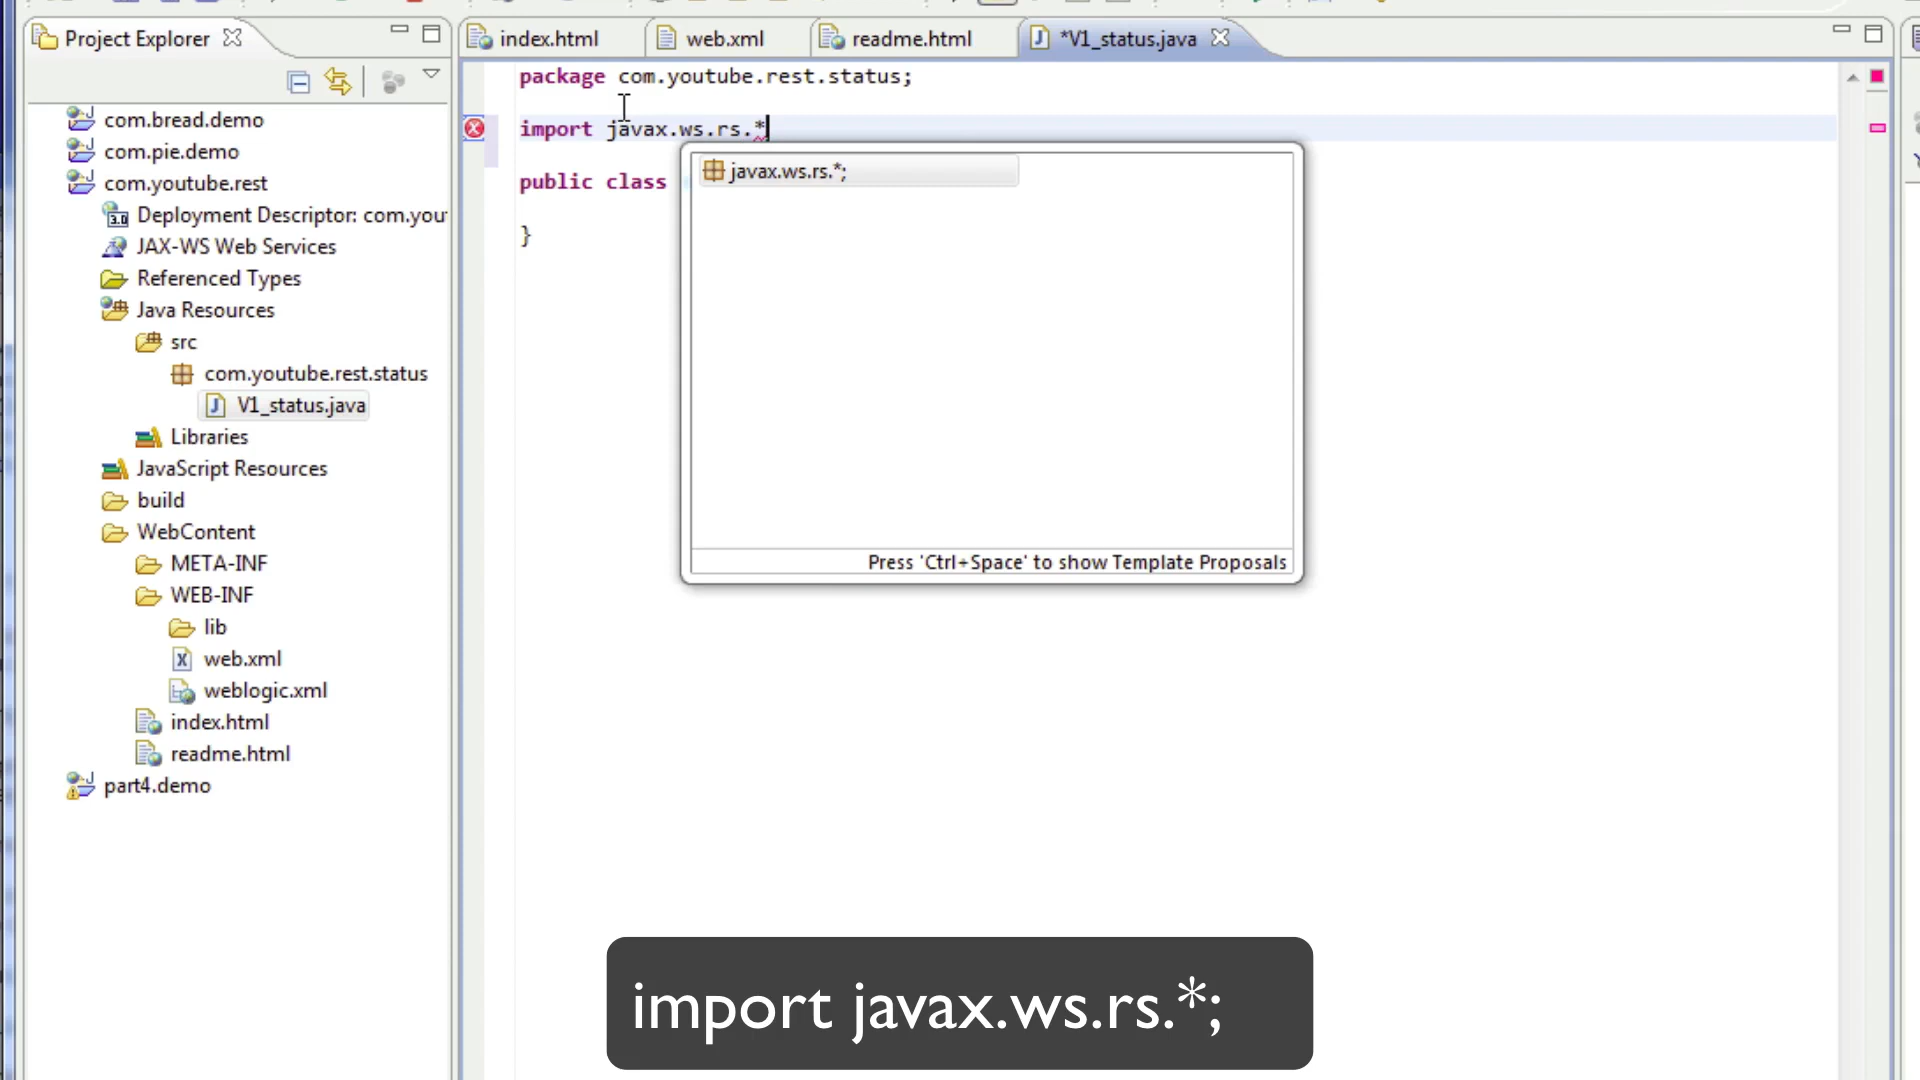 Project Explorer
index.html
web.xml
readme.html
*V1_status.java
com.bread.demo
com.pie.demo
com.youtube.rest
Deployment Descriptor: com.you
JAX-WS Web Services
Referenced Types
Java Resources
src
com.youtube.rest.status
V1_status.java
Libraries
JavaScript Resources
build
WebContent
META-INF
WEB-INF
lib
web.xml
weblogic.xml
index.html
readme.html
part4.demo
package com.youtube.rest.status;
import javax.ws.rs.*
public class
}
javax.ws.rs.*;
Press 'Ctrl+Space' to show Template Proposals
import javax.ws.rs.*;